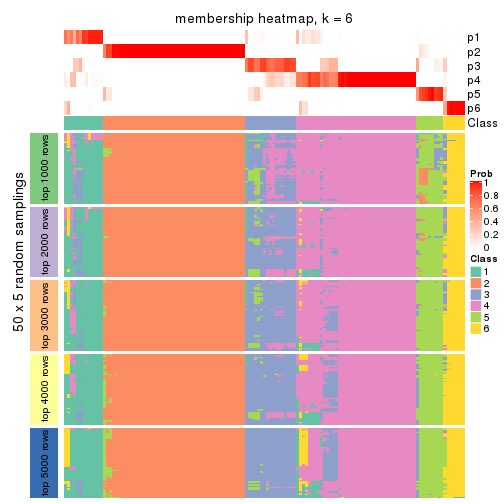 membership heatmap, k = 6
p1
p2
p3
p4
p5
p6
Class
50 x 5 random samplings
top 1000 rows
top 2000 rows
top 3000 rows
top 4000 rows
top 5000 rows
Prob
1
0.8
0.6
0.4
0.2
0
Class
1
2
3
4
5
6